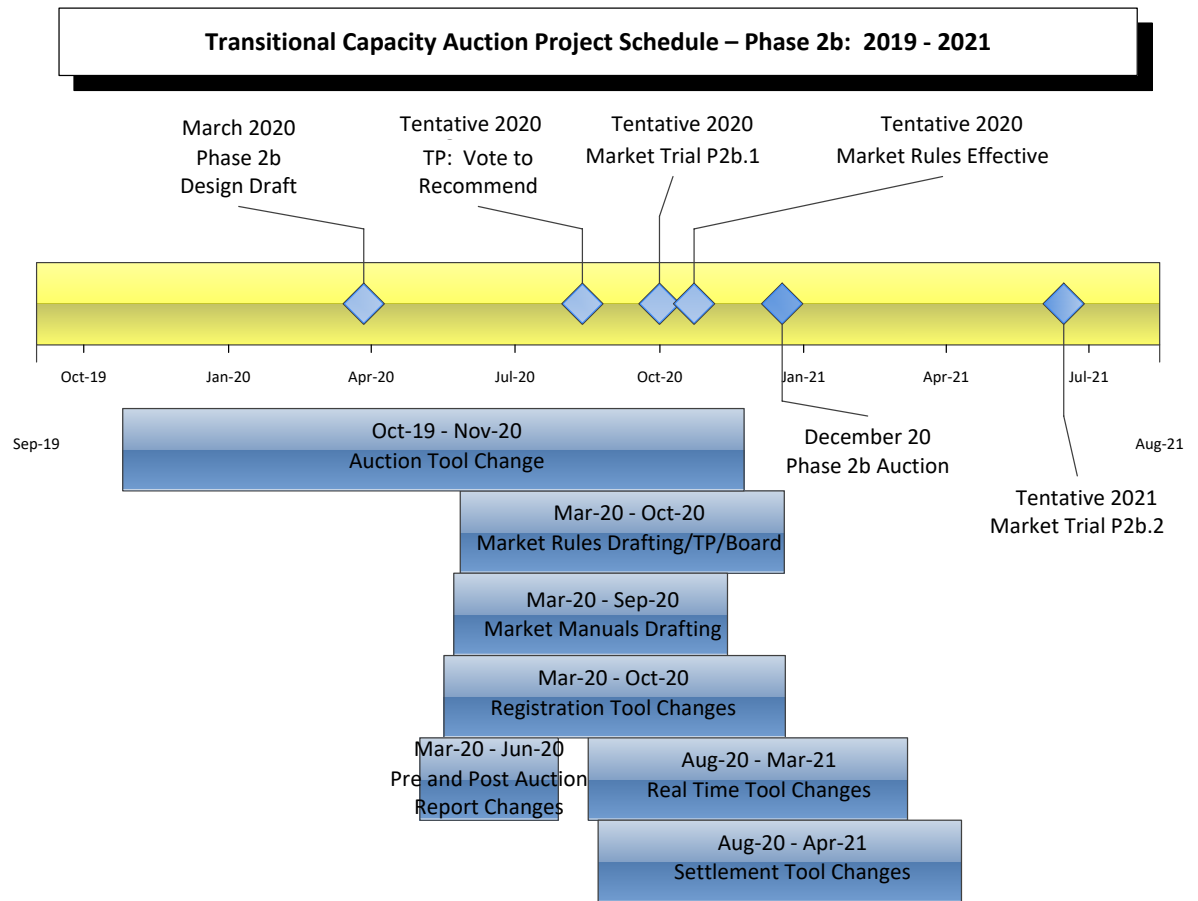 Transitional Capacity Auction Project Schedule – Phase 2b:  2019 - 2021
March 2020
Phase 2b
Design Draft
Tentative 2020
TP:  Vote to
Recommend
Tentative 2020
Market Trial P2b.1
Tentative 2020
Market Rules Effective
Oct-19
Jan-20
Apr-20
Jul-20
Oct-20
Jan-21
Apr-21
Jul-21
Sep-19
Aug-21
December 20
Phase 2b Auction
Tentative 2021
Market Trial P2b.2
Oct-19 - Nov-20
Auction Tool Change
Mar-20 - Oct-20
Market Rules Drafting/TP/Board
Mar-20 - Sep-20
Market Manuals Drafting
Mar-20 - Oct-20
Registration Tool Changes
Mar-20 - Jun-20
Pre and Post Auction
Report Changes
Aug-20 - Mar-21
Real Time Tool Changes
Aug-20 - Apr-21
Settlement Tool Changes